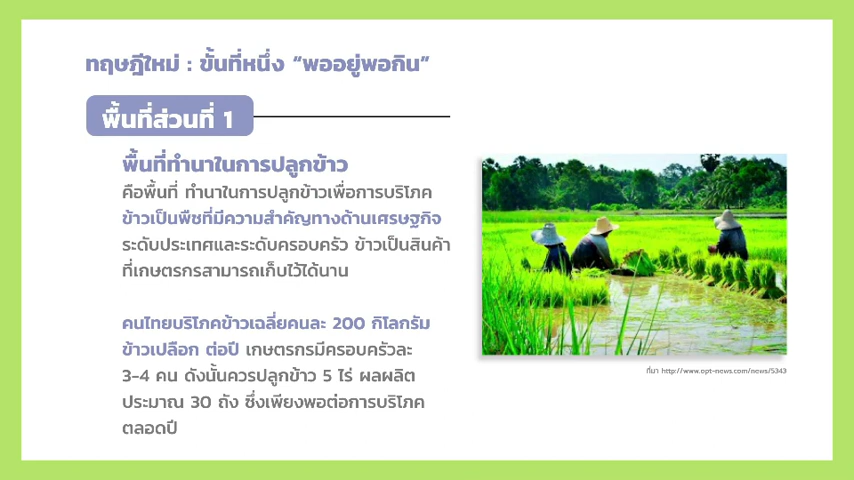 ทฤษฎีใหม่ : ขั้นที่หนึ่ง “พออยู่พอกิน”
พื้นที่ส่วนที่ 1
พื้นที่ทำนาในการปลูกข้าว
คือพื้นที่ ทำนาในการปลูกข้าวเพื่อการบริโภค
ข้าวเป็นพืชที่มีความสำคัญทางด้านเศรษฐกิจ
ระดับประเทศและระดับครอบครัว ข้าวเป็นสินค้า
ที่เกษตรกรสามารถเก็บไว้ได้นาน
คนไทยบริโภคข้าวเฉลี่ยคนละ 200 กิโลกรัม
ข้าวเปลือก ต่อปี เกษตรกรมีครอบครัวละ
3-4 คน ดังนั้นควรปลูกข้าว 5 ไร่ ผลผลิต
ประมาณ 30 ถัง ซึ่งเพียงพอต่อการบริโภค
ตลอดปี
ที่มา http://www.opt-news.com/news/5343